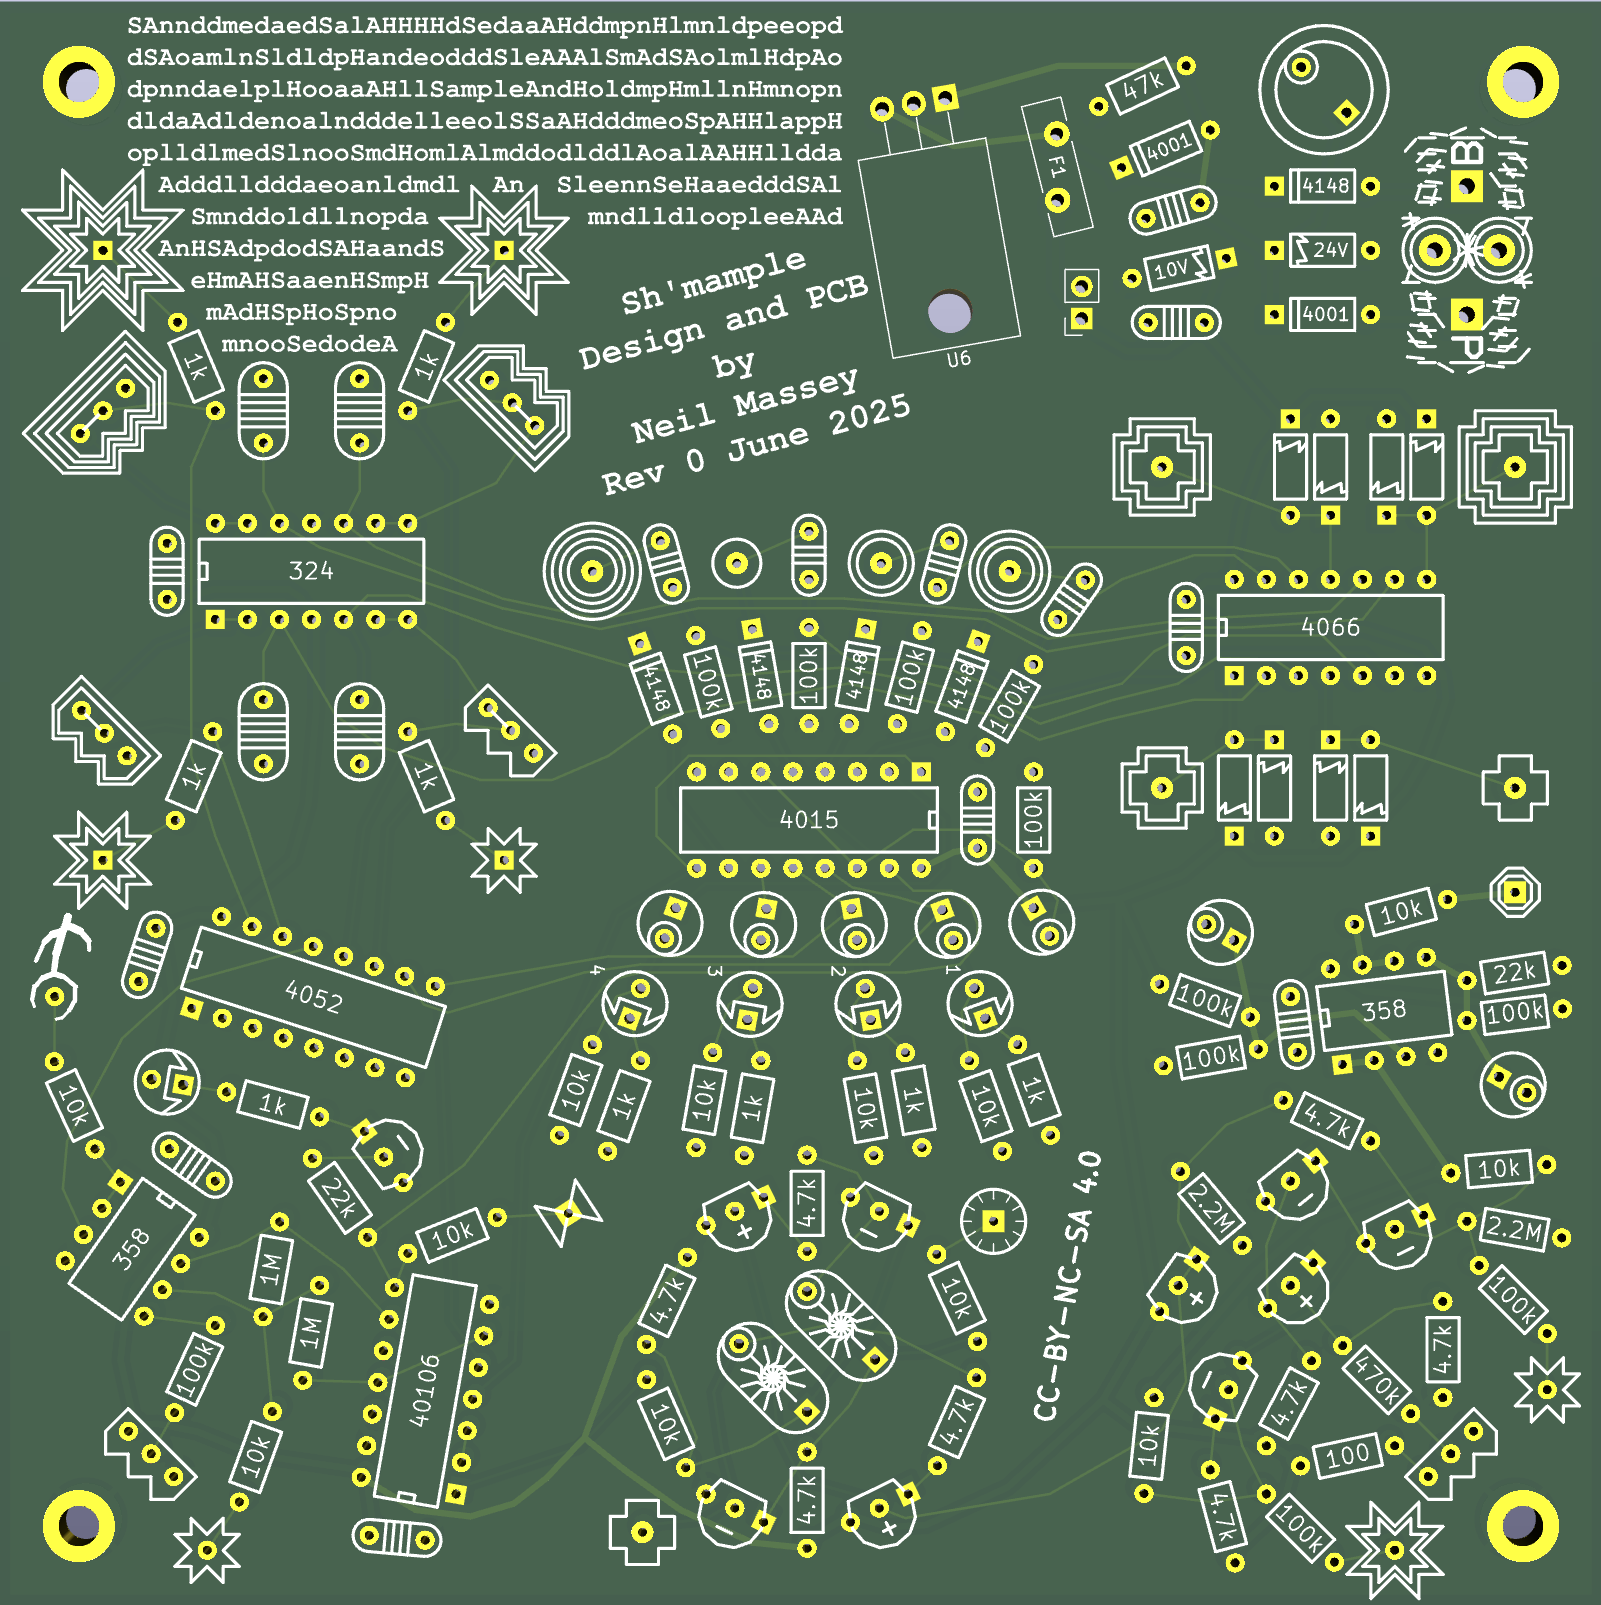 SAnnddmedaedSalAHHHHdSedaaAHddmpnHlmnldpeeopd
dSAoamlnSldldpHandeodddSleAAAlSmAdSAolmlHdpAo
dpnndaelplHooaaAHllSampleAndHoldmpHmllnHmnopn
dldaAdldenoalndddelleeolSSaAHdddmeoSpAHHlappH
oplldlmedSlnooSmdHomlAlmddodlddlAoalAAHHlldda
AdddlldddaeoanldmdlAn SleennSeHaaedddSAl
Smnddoldllnopda mndlldloopleeAAd
AnHSAdpdodSAHaandS
eHmAHSaaenHSmpH
mAdHSpHoSpno
mnooSedodeA
Sh'mample
Design and PCB
by
Neil Massey
Rev 0 June 2025
U6
F1
47k
4001
10V
4148
24V
4001
B
P
1k
1k
324
4066
4148
100k
4148
100k
4148
100k
4148
100k
1k
1k
4015
100k
4052
4
3
2
1
10k
1k
10k
1k
10k
1k
10k
1k
10k
22k
100k
358
100k
100k
10k
1k
22k
10k
358
1M
1M
100k
10k
40106
4.7k
4.7k
10k
10k
4.7k
4.7k
CC-BY-NC-SA 4.0
4.7k
10k
2.2M
2.2M
100k
4.7k
470k
4.7k
10k
100
4.7k
100k